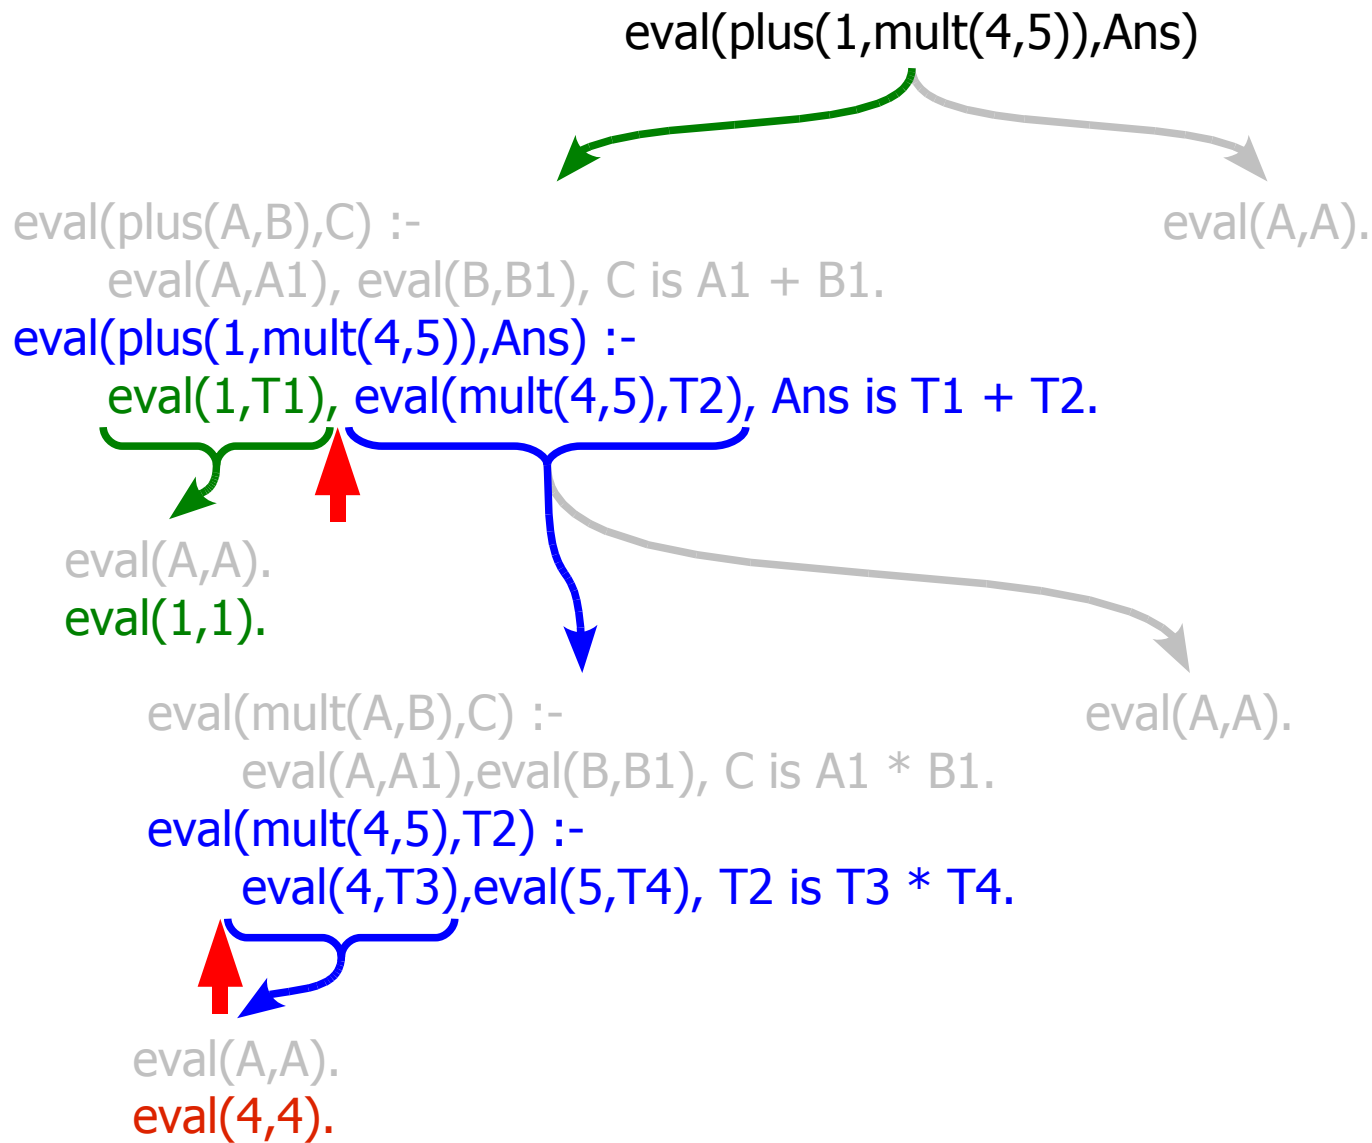 eval(plus(1,mult(4,5)),Ans)
eval(plus(A,B),C) :-
eval(A,A).
eval(A,A1), eval(B,B1), C is A1 + B1.
eval(plus(1,mult(4,5)),Ans) :-
eval(1,T1), eval(mult(4,5),T2), Ans is T1 + T2.
eval(A,A).
eval(1,1).
eval(mult(A,B),C) :-
eval(A,A).
eval(A,A1),eval(B,B1), C is A1 * B1.
eval(mult(4,5),T2) :-
eval(4,T3),eval(5,T4), T2 is T3 * T4.
eval(A,A).
eval(4,4).